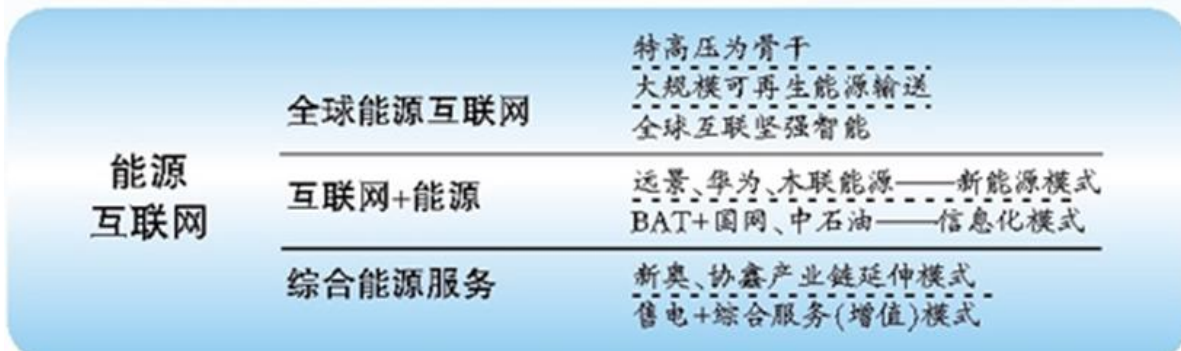 能源
互联网
全球能源互联网
特高压为骨干
大规模可再生能源输送
全球互联坚强智能
互联网+能源
远景、华为、木联能源——新能源模式
BAT+国网、中石油——信息化模式
综合能源服务
新奥、协鑫产业链延伸模式
售电+综合服务(增值)模式